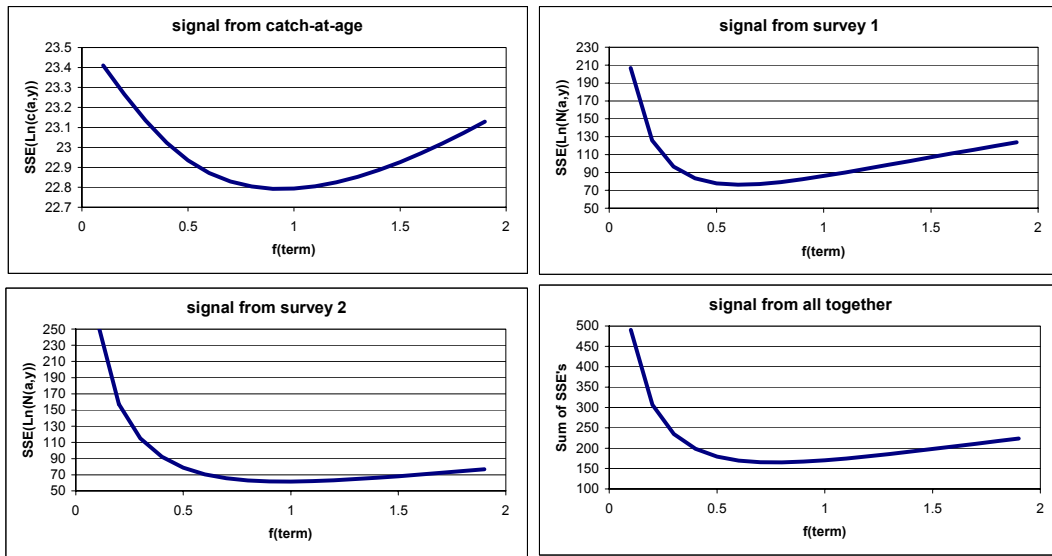 signal from catch-at-age
SSE(Ln(c(a,y))
23.5
23.4
23.3
23.2
23.1
23
22.9
22.8
22.7
0 0.5 1 1.5 2
f(term)
signal from survey 1
SSE(Ln(N(a,y))
230
210
190
170
150
130
110
90
70
50
0 0.5 1 1.5 2
f(term)
signal from survey 2
SSE(Ln(N(a,y))
250
230
210
190
170
150
130
110
90
70
50
0 0.5 1 1.5 2
f(term)
signal from all together
Sum of SSE's
500
450
400
350
300
250
200
150
100
0 0.5 1 1.5 2
f(term)